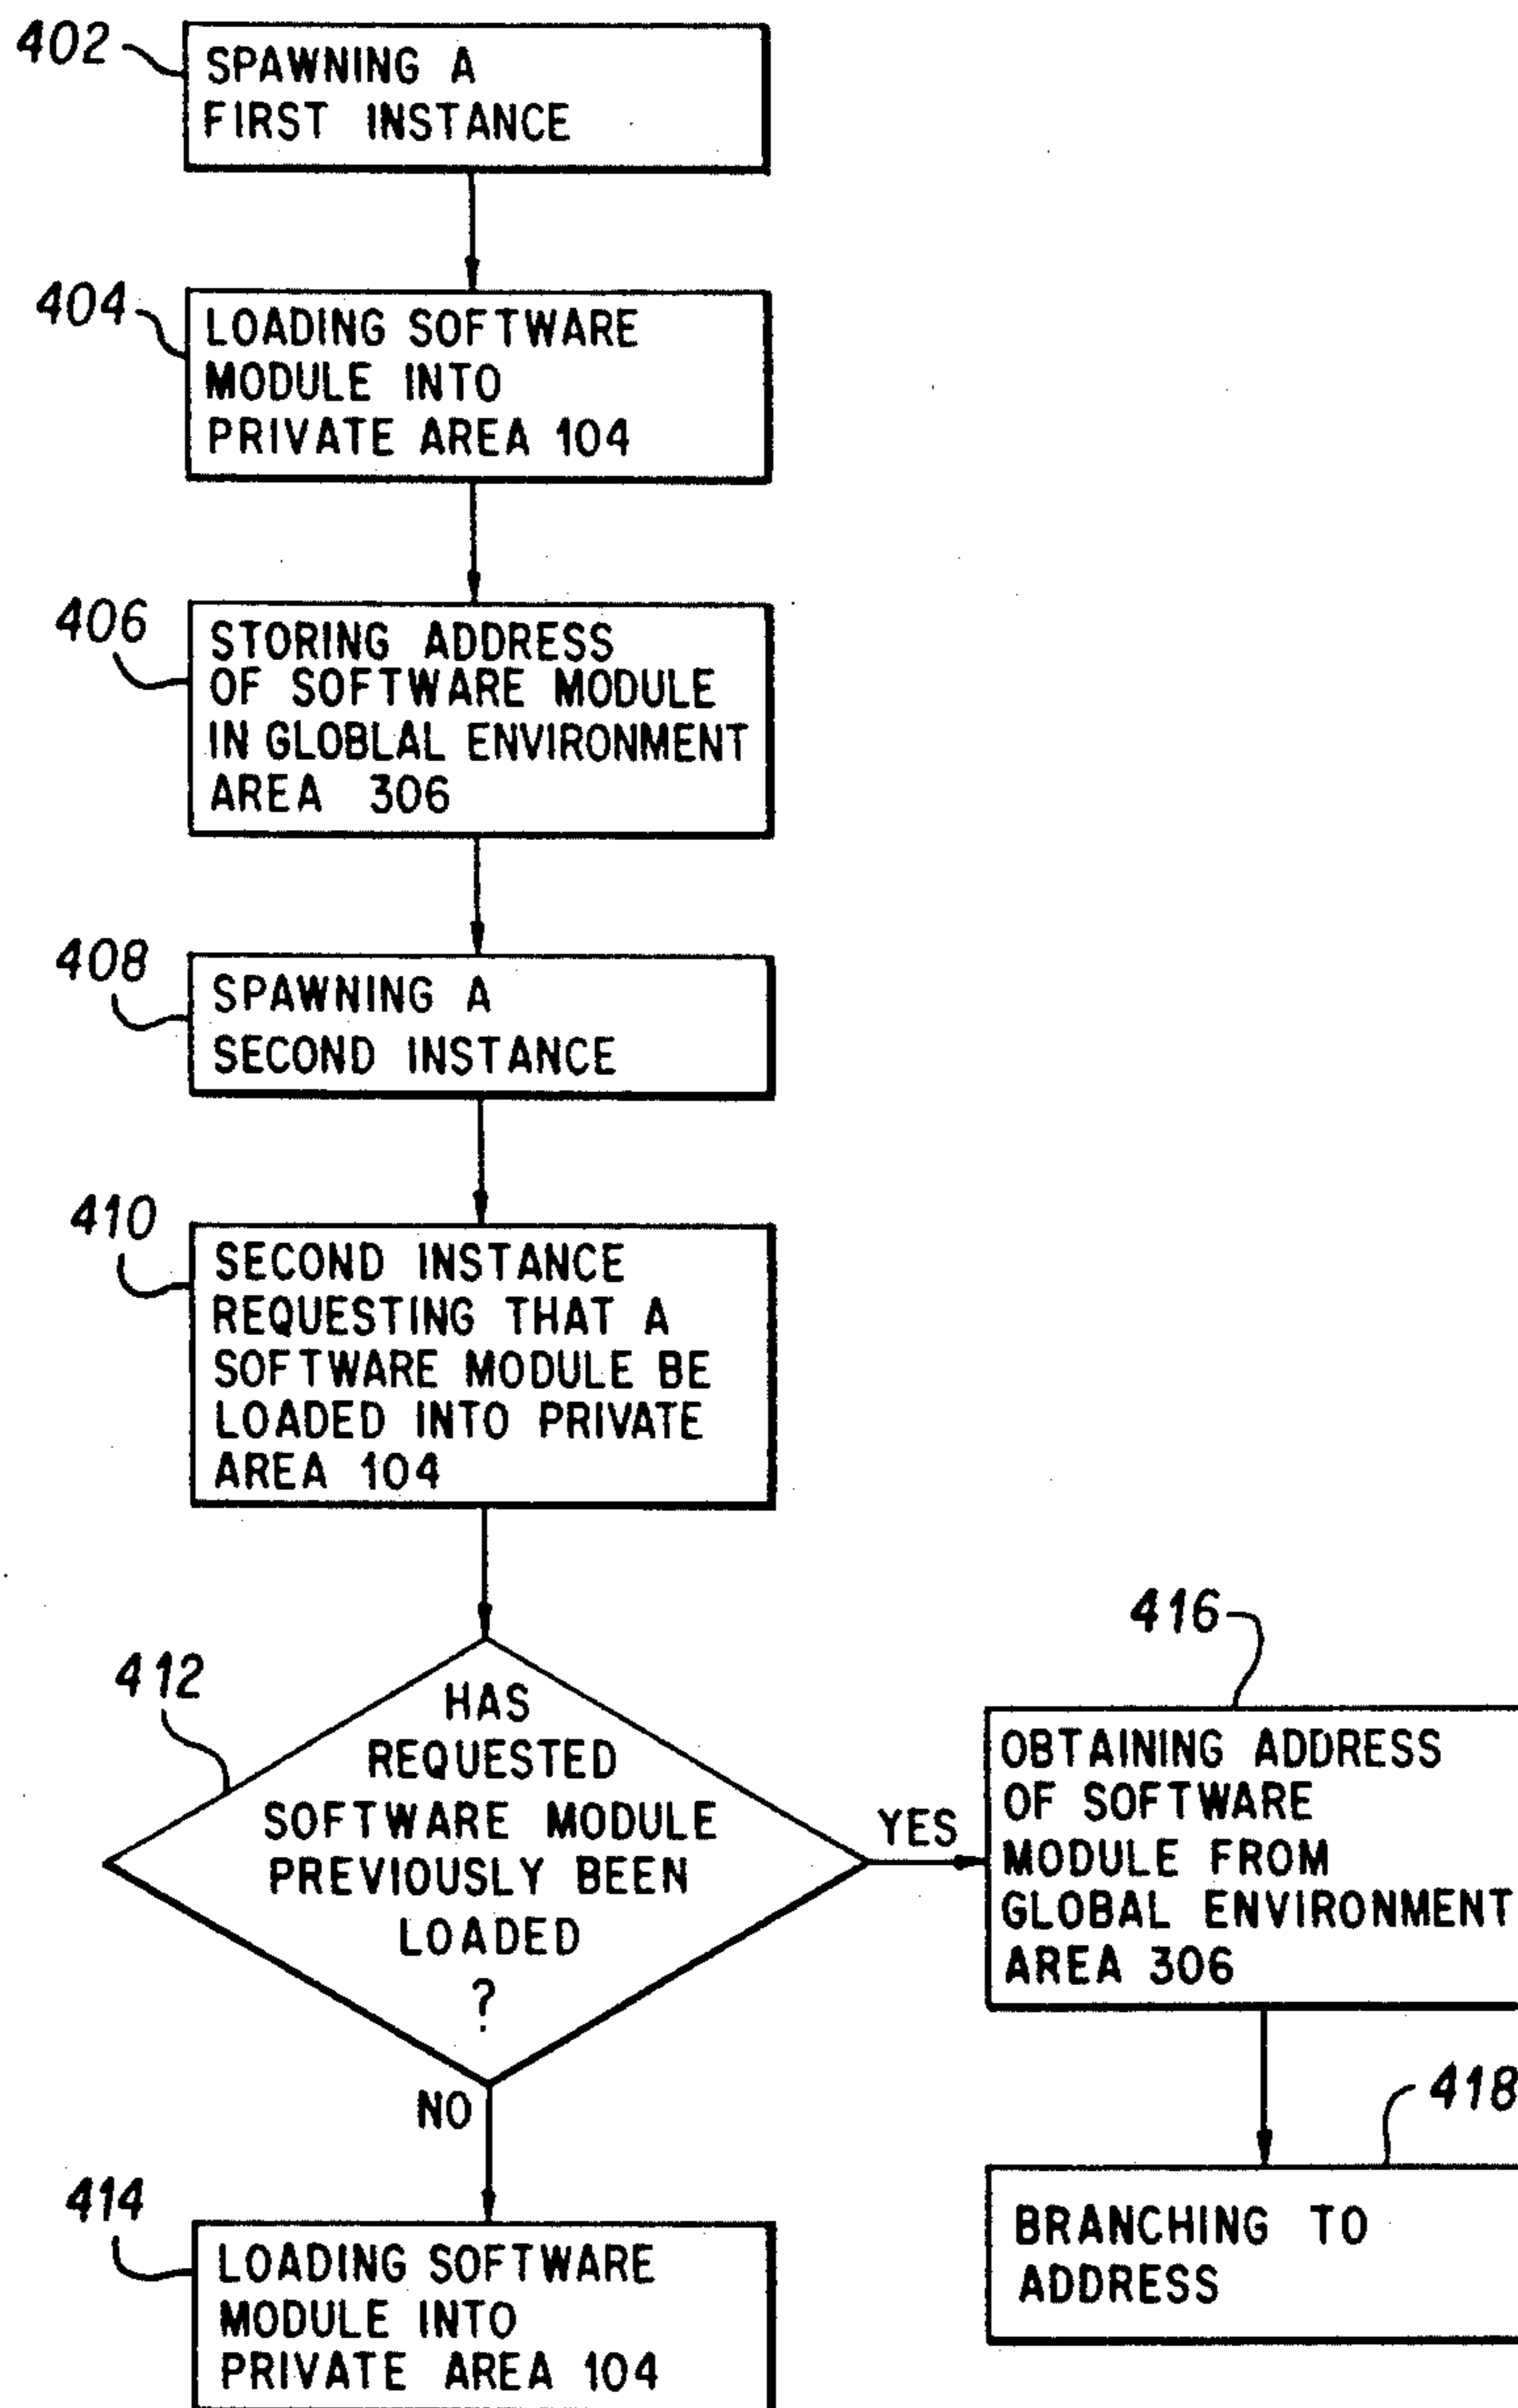 402
SPAWNING A
FIRST INSTANCE
404
LOADING SOFTWARE
MODULE INTO
PRIVATE AREA 104
406
STORING ADDRESS
OF SOFTWARE MODULE
IN GLOBLAL ENVIRONMENT
AREA 306
408
SPAWNING A
SECOND INSTANCE
410
SECOND INSTANCE
REQUESTING THAT A
SOFTWARE MODULE BE
LOADED INTO PRIVATE
AREA 104
412
HAS
REQUESTED
SOFTWARE MODULE
PREVIOUSLY BEEN
LOADED
?
YES
NO
416
OBTAINING ADDRESS
OF SOFTWARE
MODULE FROM
GLOBAL ENVIRONMENT
AREA 306
418
BRANCHING TO
ADDRESS
414
LOADING SOFTWARE
MODULE INTO
PRIVATE AREA 104